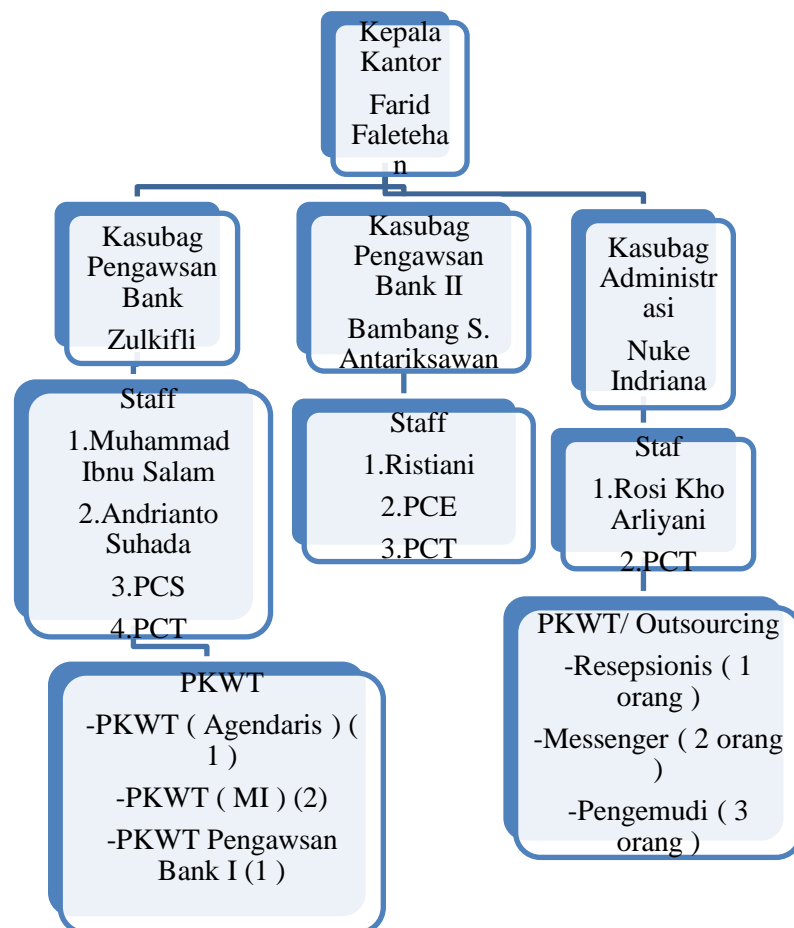 Kepala
Kantor
Farid
Faleteha
n
Kasubag
Pengawsan
Bank
Zulkifli
Kasubag
Pengawsan
Bank II
Bambang S.
Antariksawan
Kasubag
Administr
asi
Nuke
Indriana
Staff
1.Muhammad
Ibnu Salam
2.Andrianto
Suhada
3.PCS
4.PCT
Staff
1.Ristiani
2.PCE
3.PCT
Staf
1.Rosi Kho
Arliyani
2.PCT
PKWT
-PKWT ( Agendaris ) (
1 )
-PKWT ( MI ) (2)
-PKWT Pengawsan
Bank I (1 )
PKWT/ Outsourcing
-Resepsionis ( 1
orang )
-Messenger ( 2 orang
)
-Pengemudi ( 3
orang )